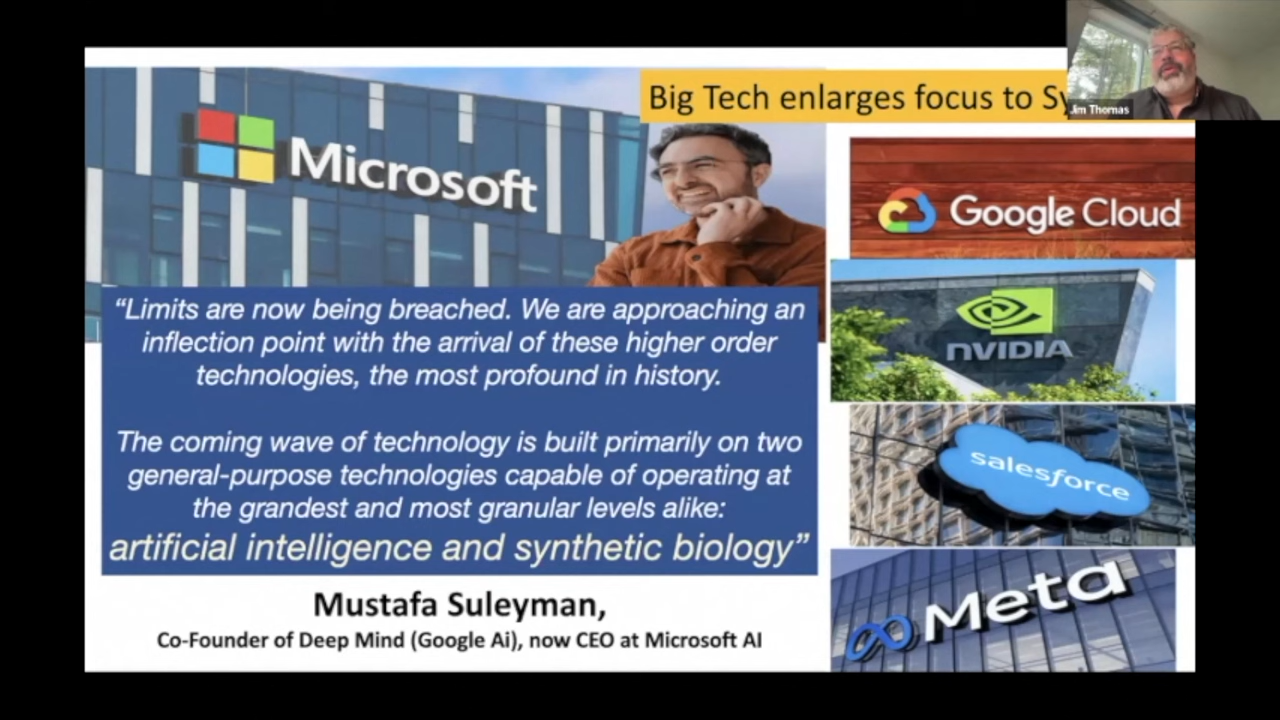 Big Tech enlarges focus to
Jim Thomas
Microsoft
Google Cloud
NVIDIA
salesforce
Meta
“Limits are now being breached. We are approaching an
inflection point with the arrival of these higher order
technologies, the most profound in history.
The coming wave of technology is built primarily on two
general-purpose technologies capable of operating at
the grandest and most granular levels alike:
artificial intelligence and synthetic biology”
Mustafa Suleyman,
Co-Founder of Deep Mind (Google Ai), now CEO at Microsoft AI